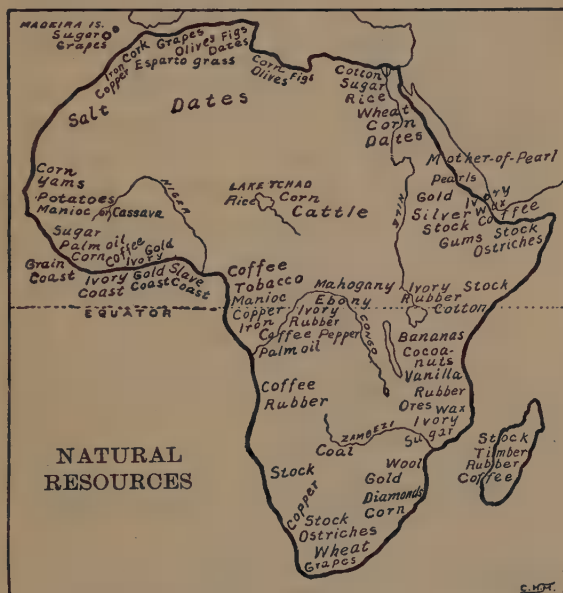 MADEIRA IS.
Sugar
Grapes
Iron
Copper
Cork Grapes
Olives Figs
Dates
Esparto grass
Corn Figs
Olives
Salt
Dates
Cotton
Sugar
Rice
Wheat
Corn
Dates
Mother-of-Pearl
Pearls
Gold
Silver
Stock
Ivory
Wax
Coffee
Gums Stock
Ostriches
Corn
Yams
Potatoes
Manioc or Cassava
NIGER
LAKE TCHAD
Rice
Corn
Cattle
NILE
Sugar
Palm oil
Corn Coffee Gold
Ivory
Grain
Coast
Ivory
Coast
Gold
Coast
Slave
Coast
EQUATOR
Coffee
Tobacco
Manioc
Copper
Iron
Mahogany
Ebony
Ivory
Rubber
Coffee Pepper
Palm oil
CONGO
Ivory Stock
Rubber
Cotton
Bananas
Cocoa-
nuts
Vanilla
Rubber
Ores Wax
Ivory
Sugar
Coffee
Rubber
ZAMBEZI
Coal
NATURAL
RESOURCES
Stock
Copper
Wool
Gold
Diamonds
Corn
Stock
Ostriches
Wheat
Grapes
Stock
Timber
Rubber
Coffee
C.H.M.